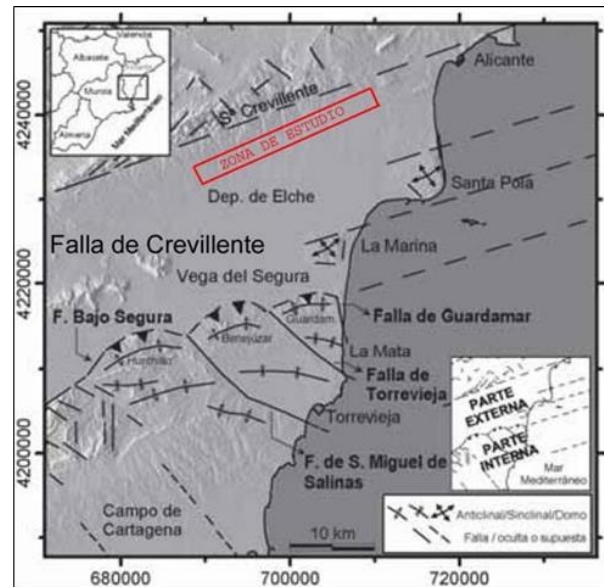 Valencia
Albacete
Alicante
Murcia
Almería
Mar Mediterráneo
Alicante
Sª Crevillente
ZONA DE ESTUDIO
Santa Pola
Dep. de Elche
Falla de Crevillente
La Marina
Vega del Segura
F. Bajo Segura
Guardam.
Falla de Guardamar
Hurchillo
Benejúzar
La Mata
Falla de
Torrevieja
Torrevieja
F. de S. Miguel de
Salinas
PARTE
EXTERNA
PARTE
INTERNA
Mar
Mediterráneo
Campo de
Cartagena
10 km
Anticlinal/Sinclinal/Domo
Falla / oculta o supuesta
4240000
4220000
4200000
680000
700000
720000